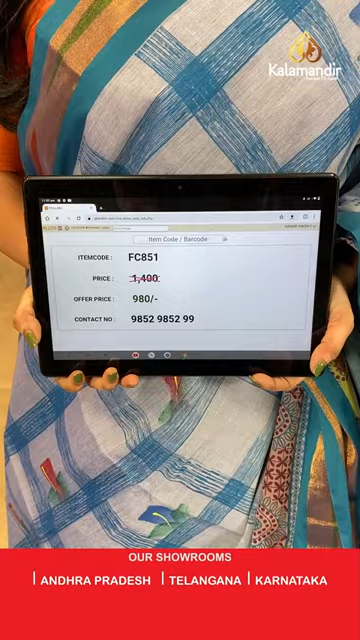 Kalamandir
Item Code / Barcode
ITEMCODE : FC851
PRICE : 1,400
OFFER PRICE : 980/-
CONTACT NO : 9852 9852 99
OUR SHOWROOMS
| ANDHRA PRADESH | TELANGANA | KARNATAKA